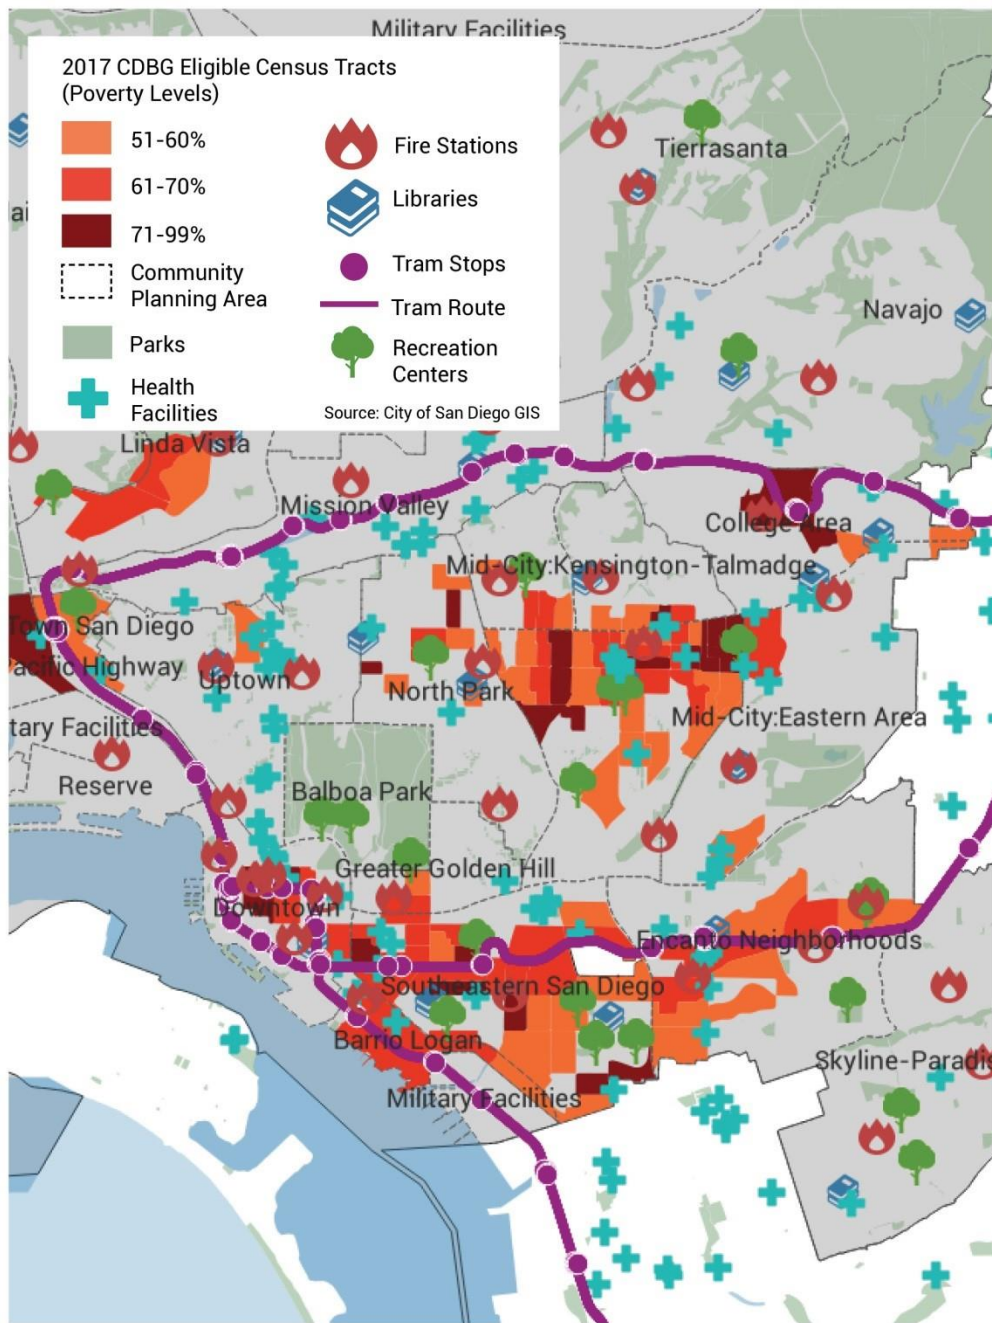 Military Facilities
2017 CDBG Eligible Census Tracts
(Poverty Levels)
51-60%
61-70%
71-99%
Community
Planning Area
Parks
Health
Facilities
Fire Stations
Libraries
Tram Stops
Tram Route
Recreation
Centers
Source: City of San Diego GIS
Tierrasanta
ai
Navajo
Linda Vista
Mission Valley
College Area
Mid-City:Kensington-Talmadge
Town San Diego
acific Highway
Uptown
North Park
Mid-City:Eastern Area
tary Facilities
Reserve
Balboa Park
Greater Golden Hill
Downtown
Encanto Neighborhoods
Southeastern San Diego
Barrio Logan
Skyline-Paradis
Military Facilities